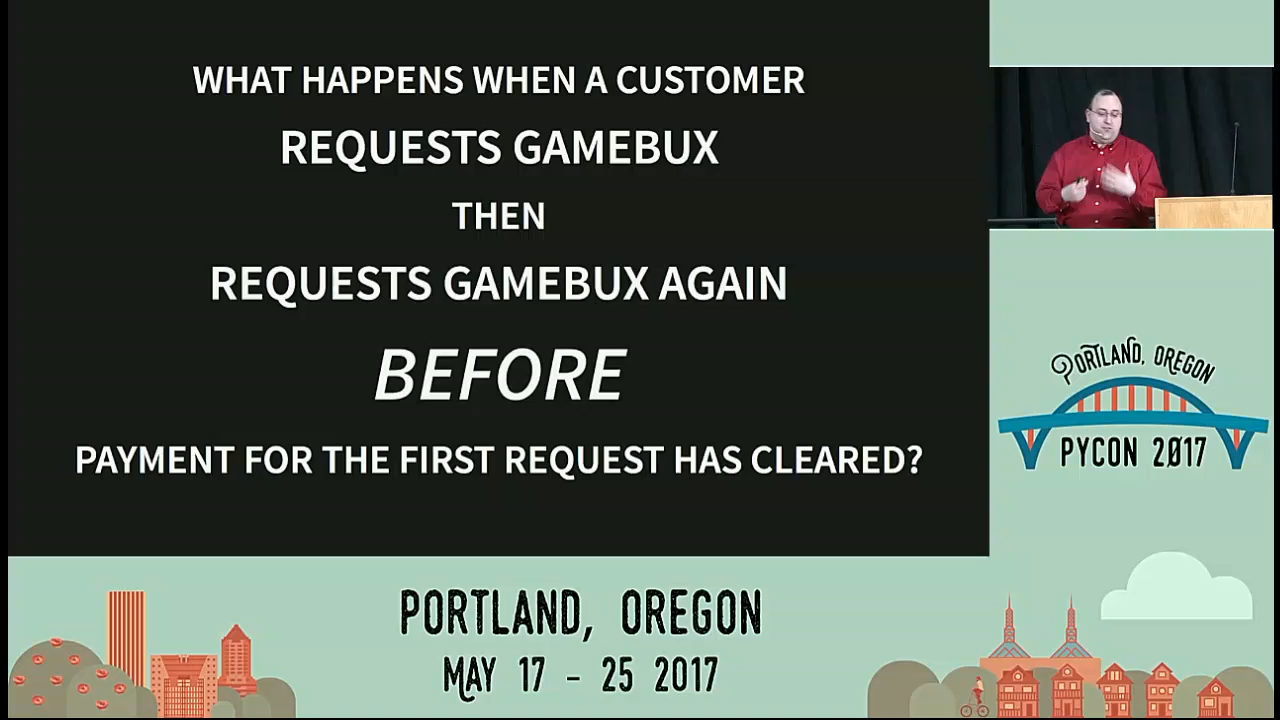 WHAT HAPPENS WHEN A CUSTOMER
REQUESTS GAMEBUX
THEN
REQUESTS GAMEBUX AGAIN
BEFORE
PAYMENT FOR THE FIRST REQUEST HAS CLEARED?
PORTLAND, OREGON
PYCON 2017
PORTLAND, OREGON
MAY 17 - 25 2017